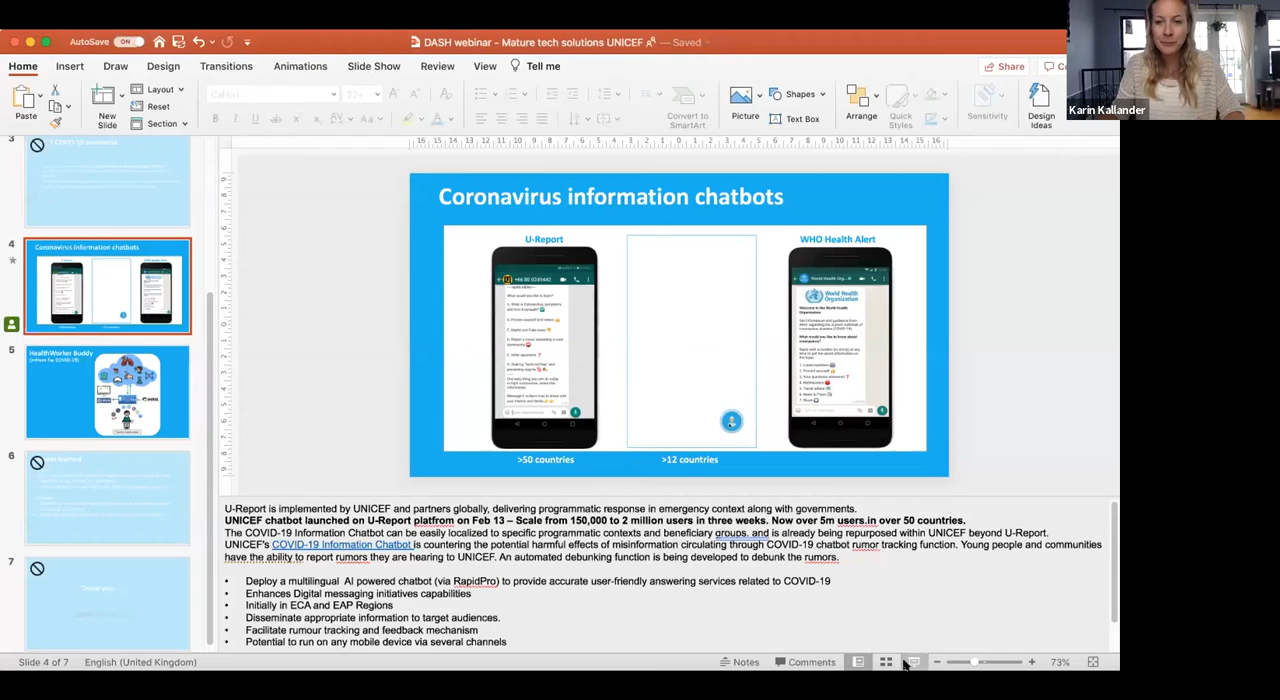 AutoSave ON
DASH webinar - Mature tech solutions UNICEF — Saved
Home Insert Draw Design Transitions Animations Slide Show Review View Tell me
Share
Paste
New Slide
Layout
Reset
Section
Convert to SmartArt
Picture
Shapes
Text Box
Arrange
Quick Styles
Sensitivity
Design Ideas
Karin Kallander
3
4
Coronavirus information chatbots
5
HealthWorker Buddy
6
7
Thank you
Coronavirus information chatbots
U-Report
WHO Health Alert
World Health Organization
>50 countries
>12 countries
U-Report is implemented by UNICEF and partners globally, delivering programmatic response in emergency context along with governments.
UNICEF chatbot launched on U-Report platfrom on Feb 13 – Scale from 150,000 to 2 million users in three weeks. Now over 5m users.in over 50 countries.
The COVID-19 Information Chatbot can be easily localized to specific programmatic contexts and beneficiary groups. and is already being repurposed within UNICEF beyond U-Report.
UNICEF's COVID-19 Information Chatbot is countering the potential harmful effects of misinformation circulating through COVID-19 chatbot rumor tracking function. Young people and communities
have the ability to report rumors they are hearing to UNICEF. An automated debunking function is being developed to debunk the rumors.
• Deploy a multilingual AI powered chatbot (via RapidPro) to provide accurate user-friendly answering services related to COVID-19
• Enhances Digital messaging initiatives capabilities
• Initially in ECA and EAP Regions
• Disseminate appropriate information to target audiences.
• Facilitate rumour tracking and feedback mechanism
• Potential to run on any mobile device via several channels
Slide 4 of 7 English (United Kingdom)
Notes Comments 73%